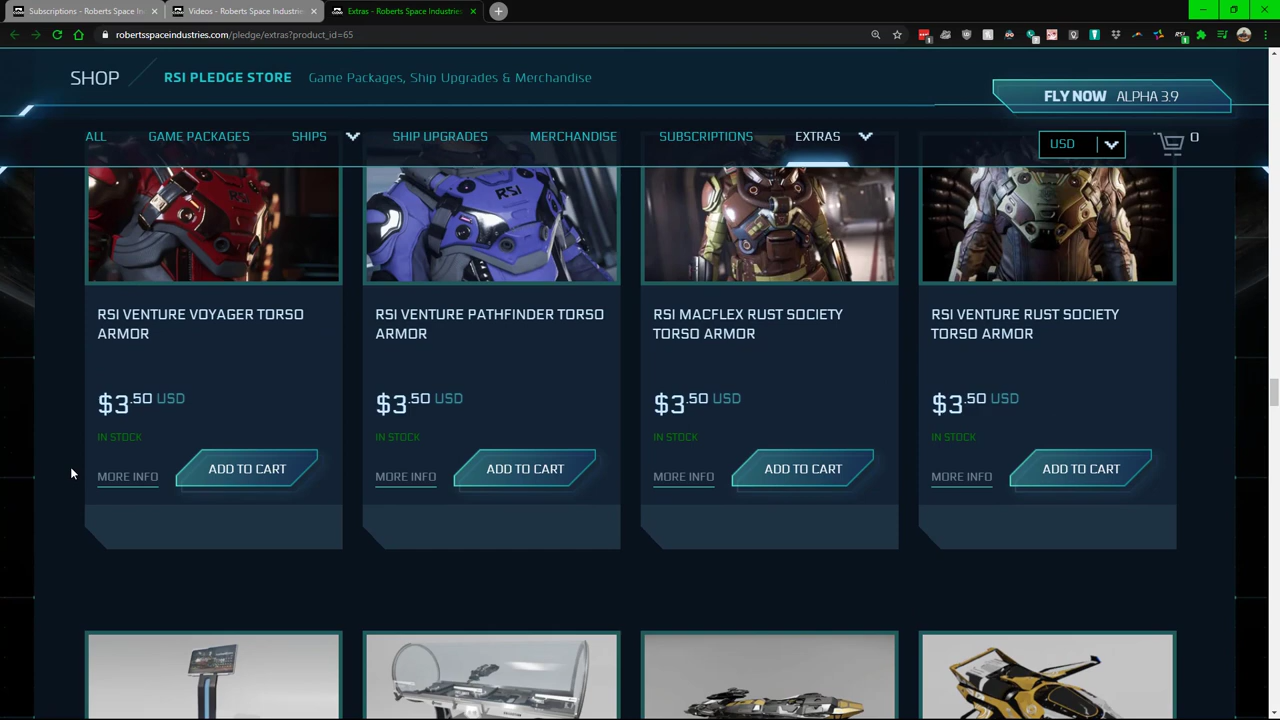 Subscriptions - Roberts Space In
Videos - Roberts Space Industrie
Extras - Roberts Space Industries
robertsspaceindustries.com/pledge/extras?product_id=65
SHOP
RSI PLEDGE STORE
Game Packages, Ship Upgrades & Merchandise
FLY NOW ALPHA 3.9
ALL
GAME PACKAGES
SHIPS
SHIP UPGRADES
MERCHANDISE
SUBSCRIPTIONS
EXTRAS
USD
0
RSI
RSI
RSI VENTURE VOYAGER TORSO
ARMOR
$3.50 USD
IN STOCK
MORE INFO
ADD TO CART
RSI VENTURE PATHFINDER TORSO
ARMOR
$3.50 USD
IN STOCK
MORE INFO
ADD TO CART
RSI MACFLEX RUST SOCIETY
TORSO ARMOR
$3.50 USD
IN STOCK
MORE INFO
ADD TO CART
RSI VENTURE RUST SOCIETY
TORSO ARMOR
$3.50 USD
IN STOCK
MORE INFO
ADD TO CART